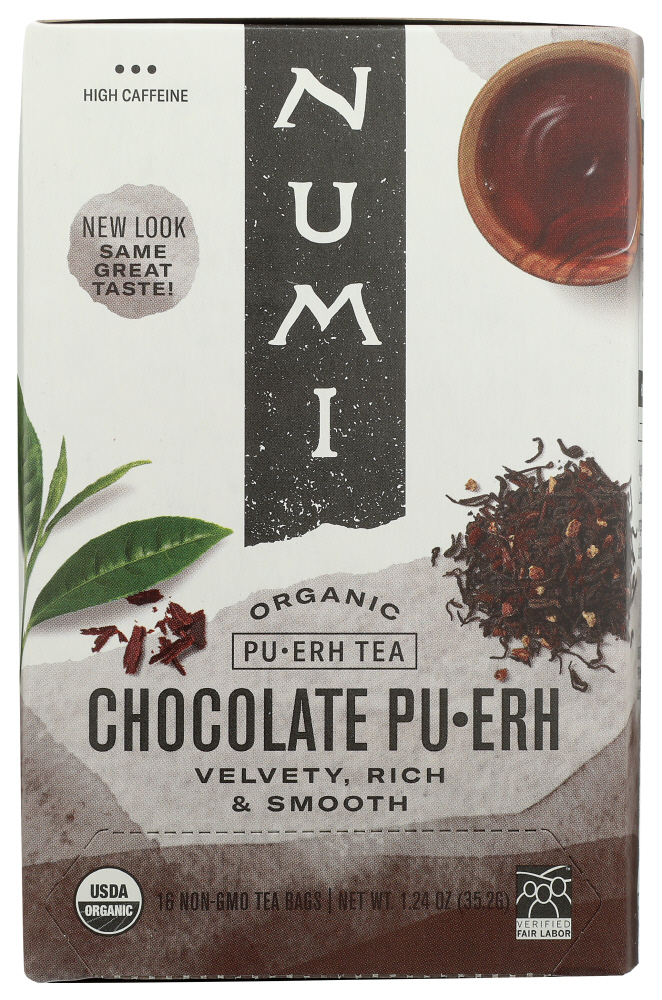 HIGH CAFFEINE
NUMI
NEW LOOK
SAME
GREAT
TASTE!
ORGANIC
PU•ERH TEA
CHOCOLATE PU•ERH
VELVETY, RICH
& SMOOTH
USDA
ORGANIC
16 NON-GMO TEA BAGS | NET WT. 1.24 OZ (35.2G)
VERIFIED
FAIR LABOR